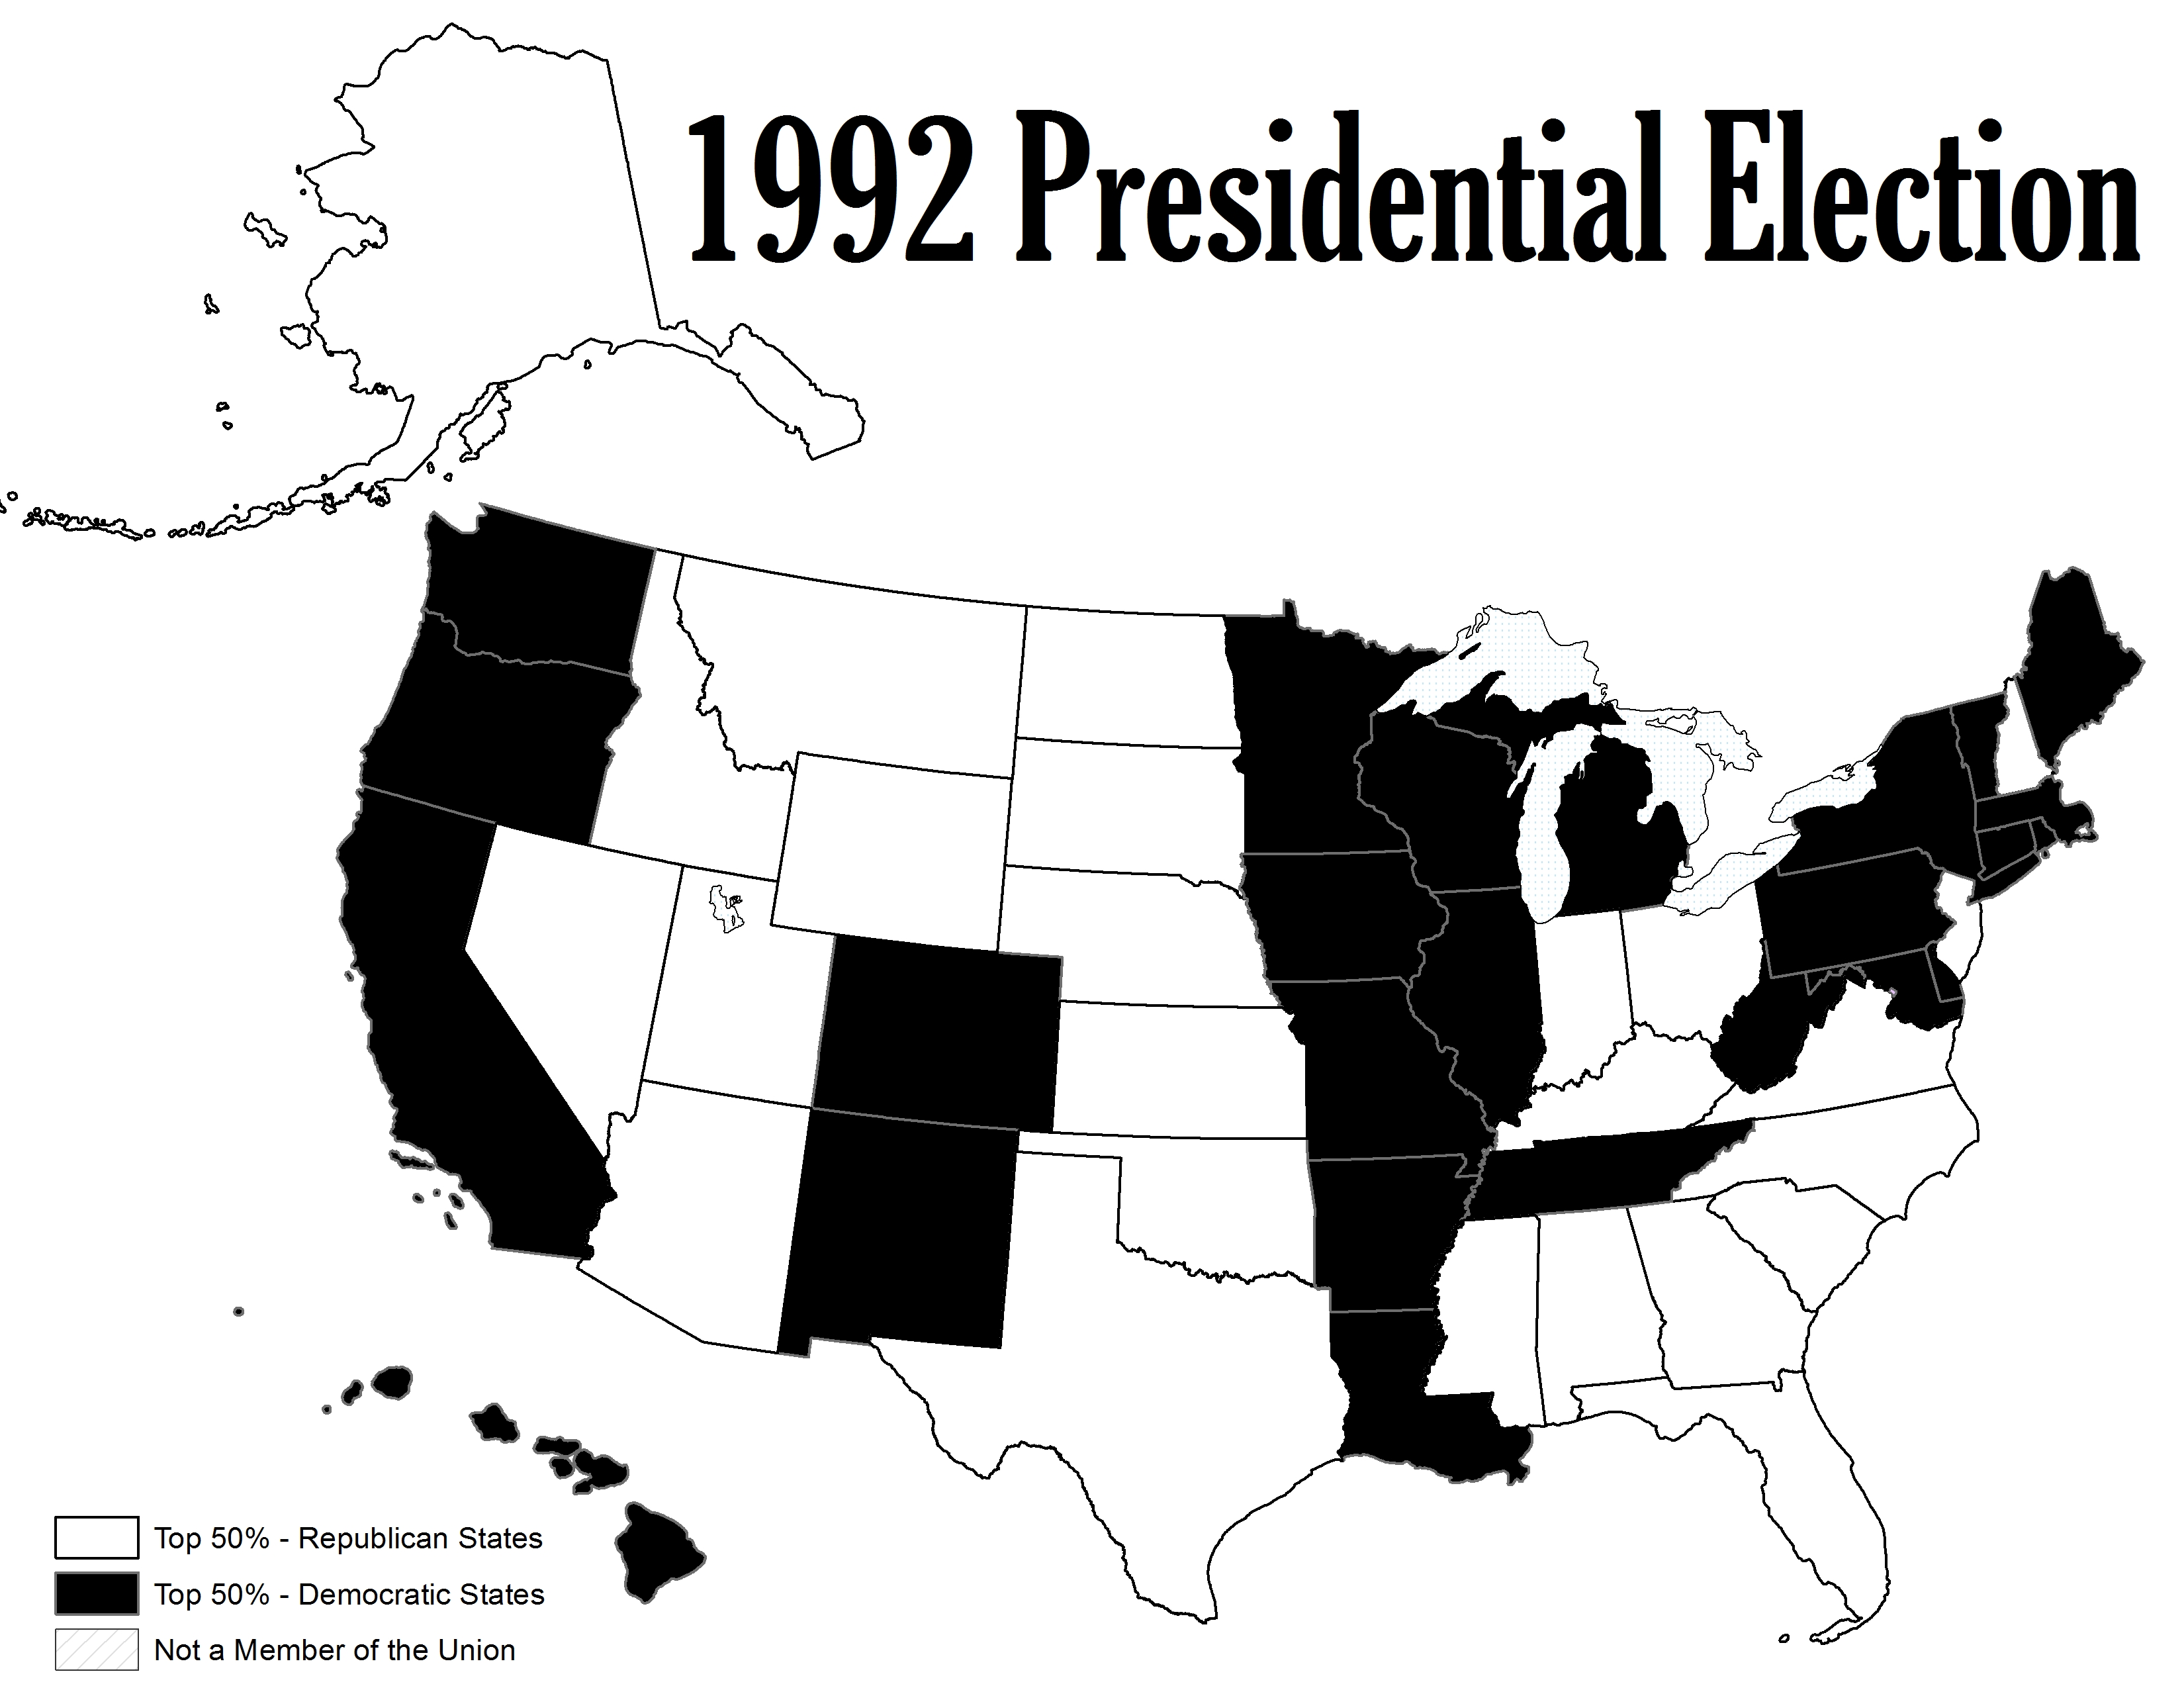 1992 Presidential Election
Top 50% - Republican States
Top 50% - Democratic States
Not a Member of the Union